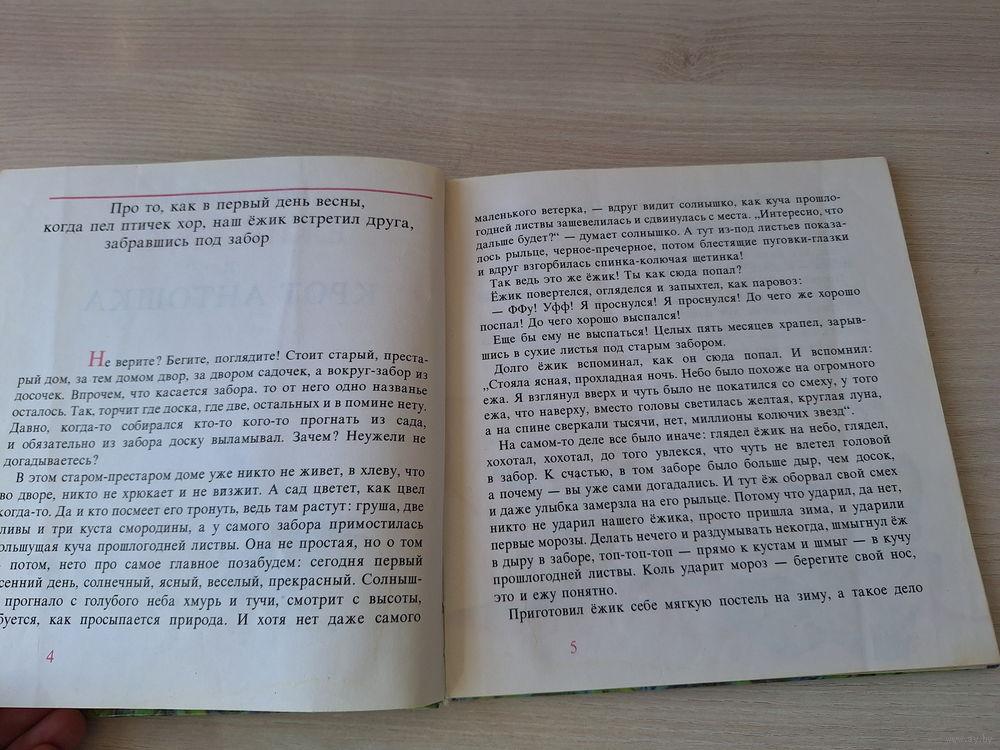 Про то, как в первый день весны,
когда пел птичек хор, наш ёжик встретил друга,
забравшись под забор
Не верите? Бегите, поглядите! Стоит старый, преста-
рый дом, за тем домом двор, за двором садочек, а вокруг-забор из
досочек. Впрочем, что касается забора. то от него одно названье
осталось. Так, торчит где доска, где две, остальных и в помине нету.
Давно, когда-то собирался кто-то кого-то прогнать из сада,
и обязательно из забора доску выламывал. Зачем? Неужели не
догадываетесь?
В этом старом-престаром доме уже никто не живет, в хлеву, что
во дворе, никто не хрюкает и не визжит. А сад цветет, как цвел
когда-то. Да и кто посмеет его тронуть, ведь там растут: груша, две
ливы и три куста смородины, а у самого забора примостилась
ольшущая куча прошлогодней листвы. Она не простая, но о том
потом, нето про самое главное позабудем: сегодня первый
сенний день, солнечный, ясный, веселый, прекрасный. Солныш-
прогнало с голубого неба хмурь и тучи, смотрит с высоты,
буется, как просыпается природа. И хотя нет даже самого
4
маленького ветерка, — вдруг видит солнышко, как куча прошло-
годней листвы зашевелилась и сдвинулась с места. „Интересно, что
дальше будет?“ — думает солнышко. А тут из-под листьев показа-
лось рыльце, черное-пречерное, потом блестящие пуговки-глазки
и вдруг взгорбилась спинка-колючая щетинка!
Так ведь это же ёжик! Ты как сюда попал?
Ёжик повертелся, огляделся и запыхтел, как паровоз:
— ФФу! Уфф! Я проснулся! Я проснулся! До чего же хорошо
поспал! До чего хорошо выспался!
Еще бы ему не выспаться! Целых пять месяцев храпел, зарыв-
шись в сухие листья под старым забором.
Долго ёжик вспоминал, как он сюда попал. И вспомнил:
„Стояла ясная, прохладная ночь. Небо было похоже на огромного
ежа. Я взглянул вверх и чуть было не покатился со смеху, у того
ежа, что наверху, вместо головы светилась желтая, круглая луна,
а на спине сверкали тысячи, нет, миллионы колючих звезд“.
На самом-то деле все было иначе: глядел ёжик на небо, глядел,
хохотал, хохотал, до того увлекся, что чуть не влетел головой
в забор. К счастью, в том заборе было больше дыр, чем досок,
а почему — вы уже сами догадались. И тут ёж оборвал свой смех
и даже улыбка замерзла на его рыльце. Потому что ударил, да нет,
никто не ударил нашего ёжика, просто пришла зима, и ударили
первые морозы. Делать нечего и раздумывать некогда, шмыгнул ёж
в дыру в заборе, топ-топ-топ — прямо к кустам и шмыг — в кучу
прошлогодней листвы. Коль ударит мороз — берегите свой нос,
это и ежу понятно.
Приготовил ёжик себе мягкую постель на зиму, а такое дело
5
www.ay.by